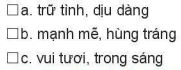 ☐a. trữ tình, dịu dàng
☐b. mạnh mẽ, hùng tráng
☐c. vui tươi, trong sáng